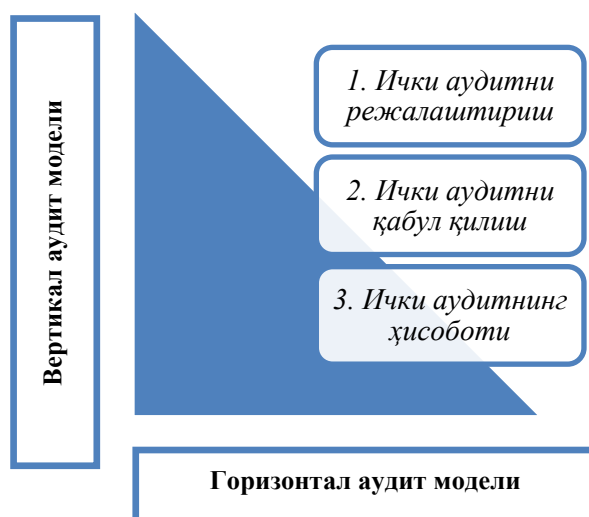 Вертикал аудит модели
1. Ички аудитни
режалаштириш
2. Ички аудитни
қабул қилиш
3. Ички аудитнинг
ҳисоботи
Горизонтал аудит модели